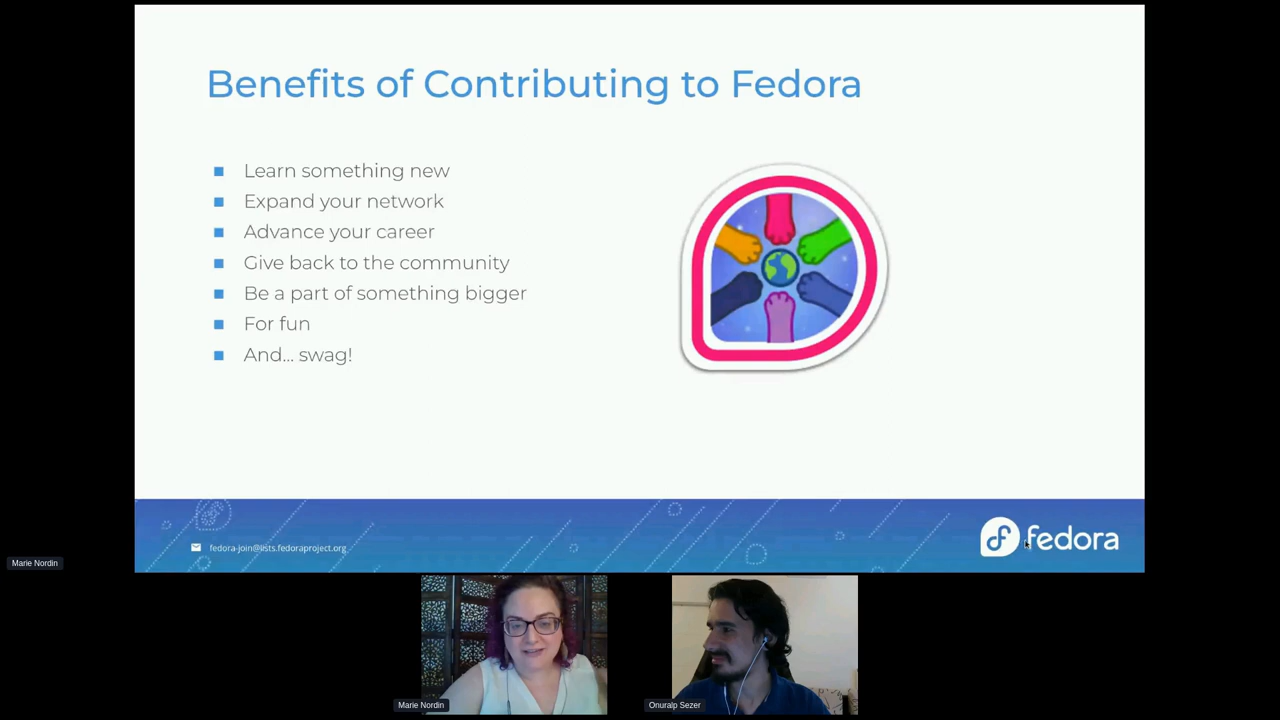 Benefits of Contributing to Fedora
Learn something new
Expand your network
Advance your career
Give back to the community
Be a part of something bigger
For fun
And... swag!
fedora-join@lists.fedoraproject.org
fedora
Marie Nordin
Marie Nordin
Onuralp Sezer